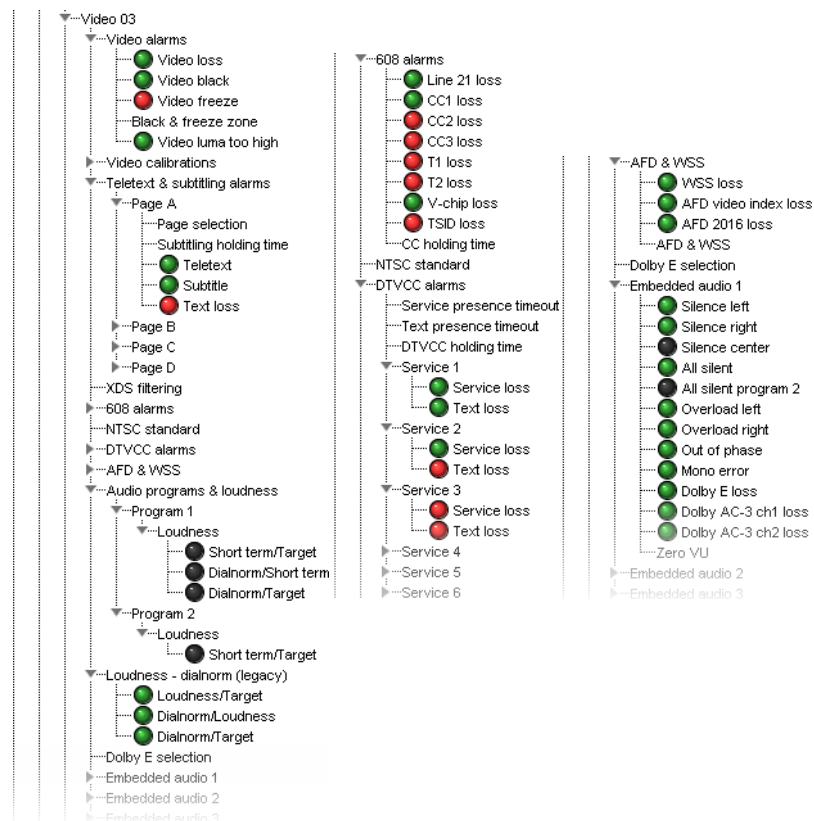 Video 03
Video alarms
Video loss
Video black
Video freeze
Black & freeze zone
Video luma too high
Video calibrations
Teletext & subtitling alarms
Page A
Page selection
Subtitling holding time
Teletext
Subtitle
Text loss
Page B
Page C
Page D
XDS filtering
608 alarms
NTSC standard
DTVCC alarms
AFD & WSS
Audio programs & loudness
Program 1
Loudness
Short term/Target
Dialnorm/Short term
Dialnorm/Target
Program 2
Loudness
Short term/Target
Loudness - dialnorm (legacy)
Loudness/Target
Dialnorm/Loudness
Dialnorm/Target
Dolby E selection
Embedded audio 1
Embedded audio 2
Embedded audio 3
608 alarms
Line 21 loss
CC1 loss
CC2 loss
CC3 loss
T1 loss
T2 loss
V-chip loss
TSID loss
CC holding time
NTSC standard
DTVCC alarms
Service presence timeout
Text presence timeout
DTVCC holding time
Service 1
Service loss
Text loss
Service 2
Service loss
Text loss
Service 3
Service loss
Text loss
Service 4
Service 5
Service 6
AFD & WSS
WSS loss
AFD video index loss
AFD 2016 loss
AFD & WSS
Dolby E selection
Embedded audio 1
Silence left
Silence right
Silence center
All silent
All silent program 2
Overload left
Overload right
Out of phase
Mono error
Dolby E loss
Dolby AC-3 ch1 loss
Dolby AC-3 ch2 loss
Zero VU
Embedded audio 2
Embedded audio 3